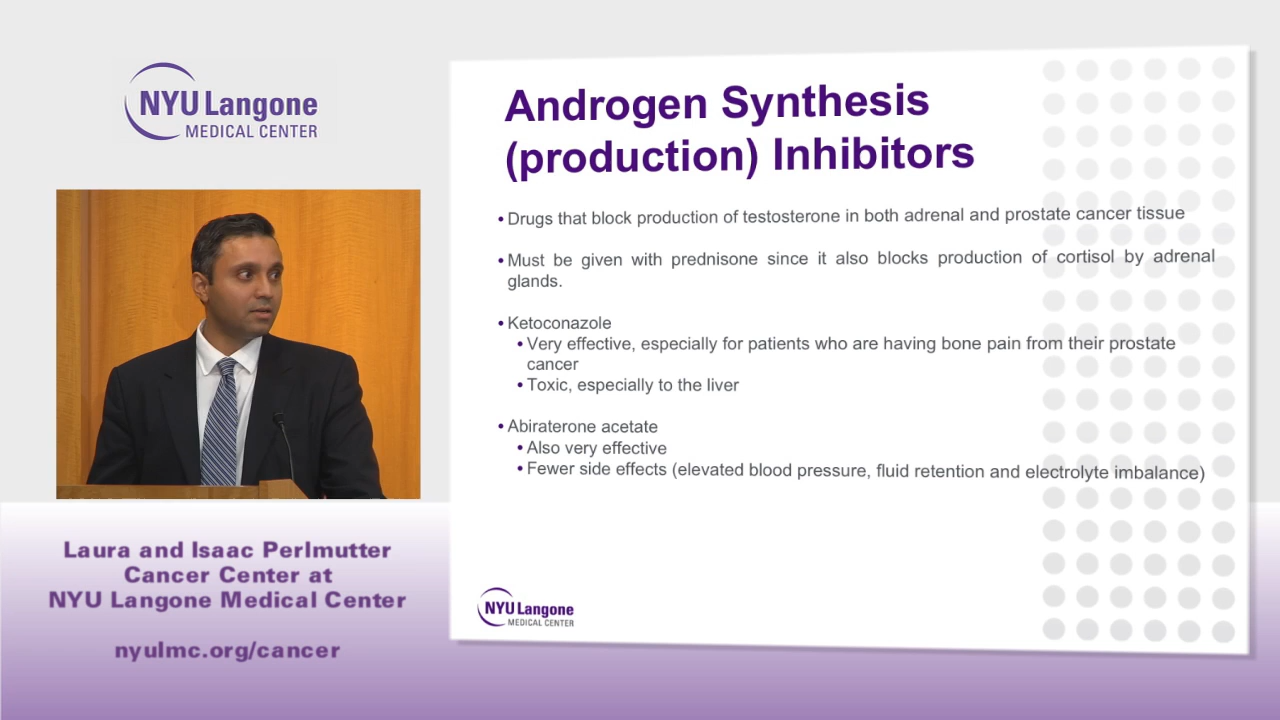 NYU Langone
MEDICAL CENTER
Laura and Isaac Perlmutter
Cancer Center at
NYU Langone Medical Center
nyulmc.org/cancer
Androgen Synthesis
(production) Inhibitors
• Drugs that block production of testosterone in both adrenal and prostate cancer tissue
• Must be given with prednisone since it also blocks production of cortisol by adrenal
glands.
• Ketoconazole
• Very effective, especially for patients who are having bone pain from their prostate
cancer
• Toxic, especially to the liver
• Abiraterone acetate
• Also very effective
• Fewer side effects (elevated blood pressure, fluid retention and electrolyte imbalance)
NYU Langone
MEDICAL CENTER